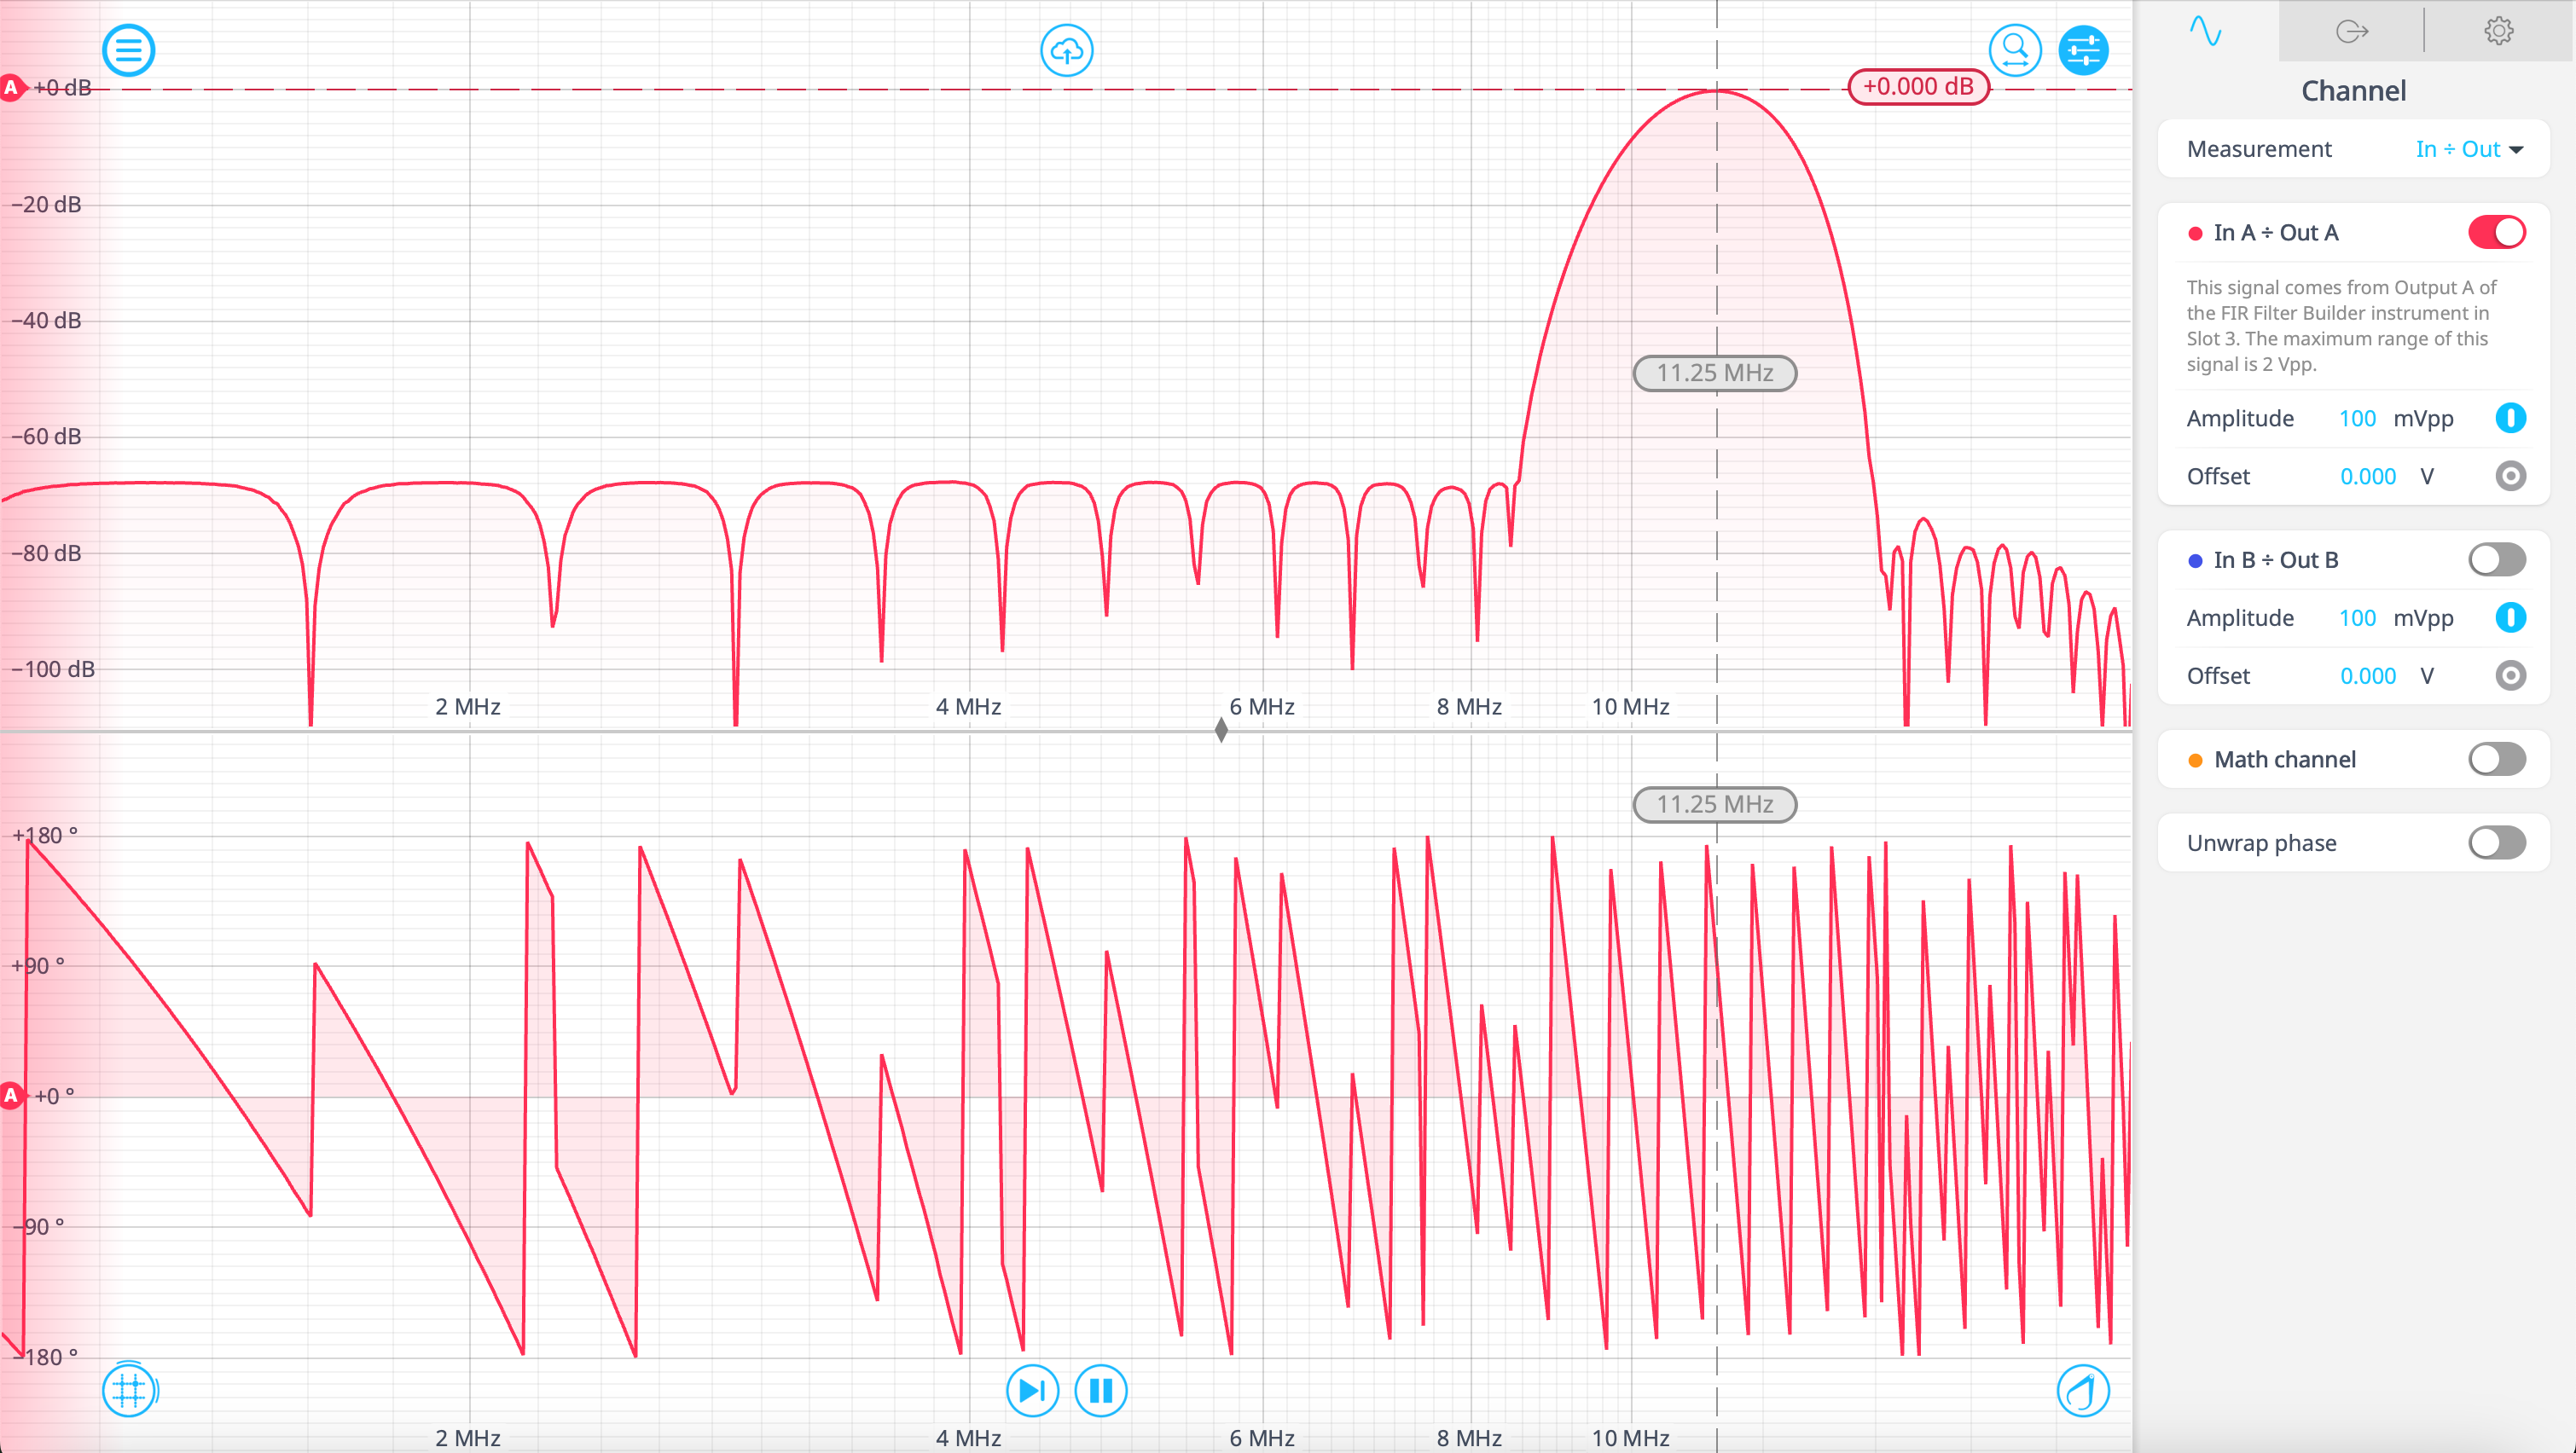 A
+0 dB
+0.000 dB
−20 dB
−40 dB
11.25 MHz
−60 dB
−80 dB
−100 dB
2 MHz
4 MHz
6 MHz
8 MHz
10 MHz
11.25 MHz
+180 °
+90 °
A
+0 °
−90 °
−180 °
2 MHz
4 MHz
6 MHz
8 MHz
10 MHz
Channel
Measurement In ÷ Out
In A ÷ Out A
This signal comes from Output A of
the FIR Filter Builder instrument in
Slot 3. The maximum range of this
signal is 2 Vpp.
Amplitude 100 mVpp
Offset 0.000 V
In B ÷ Out B
Amplitude 100 mVpp
Offset 0.000 V
Math channel
Unwrap phase